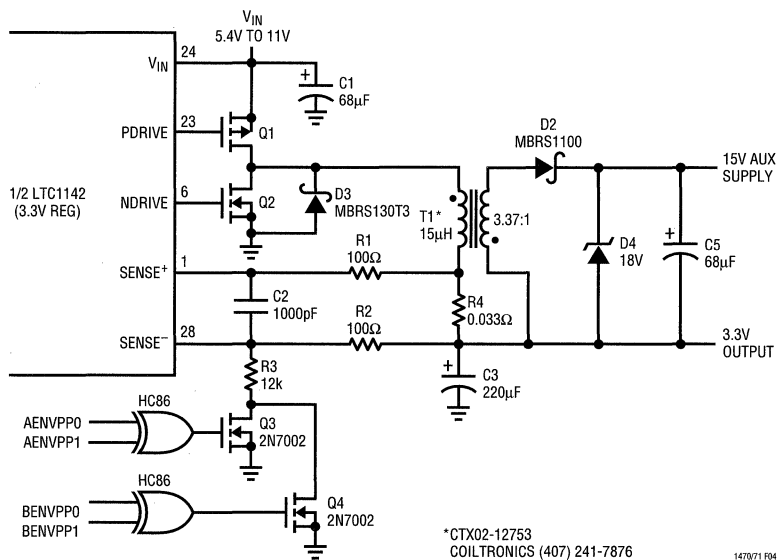 VIN
5.4V TO 11V
24
VIN
+
C1
68µF
23
PDRIVE
Q1
D2
MBRS1100
15V AUX
SUPPLY
1/2 LTC1142
(3.3V REG)
6
NDRIVE
Q2
D3
MBRS130T3
T1*
15µH
3.37:1
D4
18V
+
C5
68µF
1
SENSE+
R1
100Ω
C2
1000pF
R2
100Ω
R4
0.033Ω
28
SENSE–
3.3V
OUTPUT
R3
12k
+
C3
220µF
HC86
AENVPP0
AENVPP1
Q3
2N7002
HC86
BENVPP0
BENVPP1
Q4
2N7002
*CTX02-12753
COILTRONICS (407) 241-7876
1470/71 F04